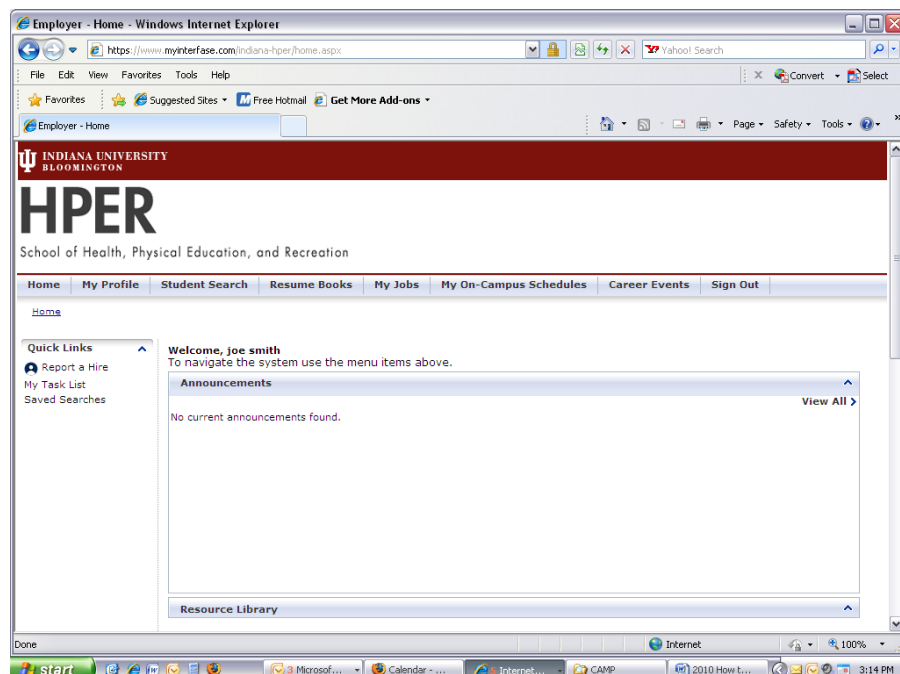 Employer - Home - Windows Internet Explorer
https://www.myinterfase.com/indiana-hper/home.aspx
Yahoo! Search
File Edit View Favorites Tools Help
Convert Select
Favorites Suggested Sites Free Hotmail Get More Add-ons
Employer - Home
Page Safety Tools
INDIANA UNIVERSITY
BLOOMINGTON
HPER
School of Health, Physical Education, and Recreation
Home My Profile Student Search Resume Books My Jobs My On-Campus Schedules Career Events Sign Out
Home
Quick Links
Report a Hire
My Task List
Saved Searches
Welcome, joe smith
To navigate the system use the menu items above.
Announcements
View All
No current announcements found.
Resource Library
Done Internet 100%
start 3 Microsof... Calendar - ... Internet... CAMP 2010 How t... 3:14 PM